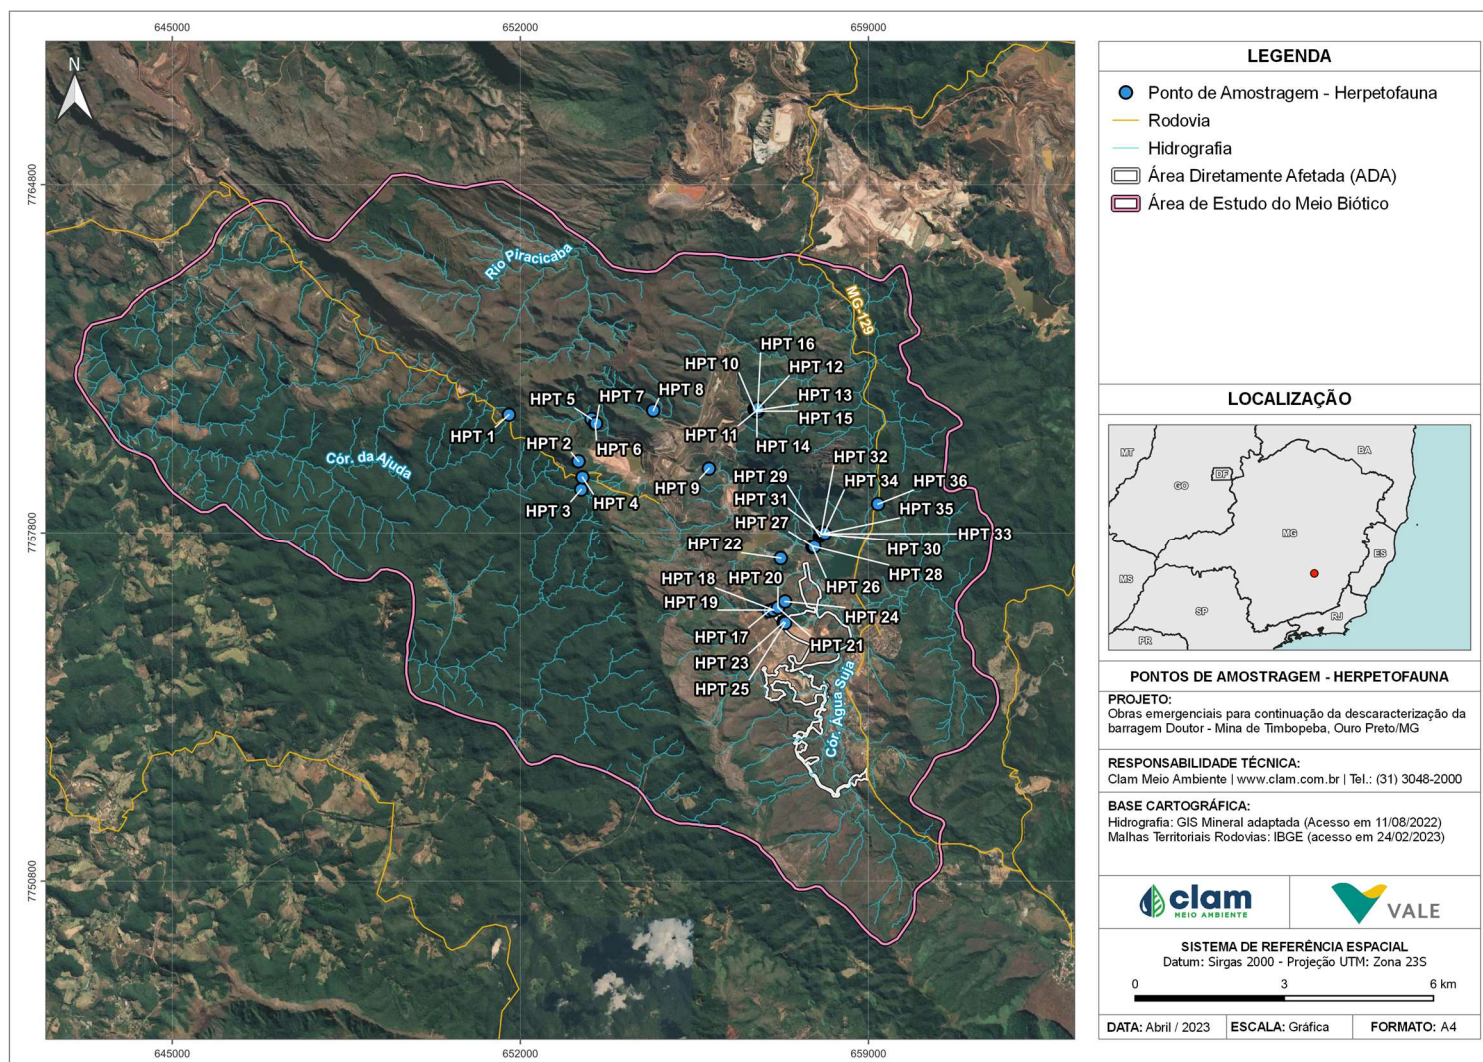 645000
652000
659000
N
7764800
7757800
7750800
Rio Piracicaba
MG-129
Cór. da Ajuda
Cór. Água Suja
HPT 16
HPT 10
HPT 12
HPT 8
HPT 7
HPT 5
HPT 13
HPT 15
HPT 1
HPT 11
HPT 2
HPT 6
HPT 14
HPT 32
HPT 29
HPT 34
HPT 36
HPT 9
HPT 3
HPT 4
HPT 31
HPT 35
HPT 27
HPT 33
HPT 22
HPT 30
HPT 18
HPT 20
HPT 28
HPT 26
HPT 19
HPT 24
HPT 17
HPT 21
HPT 23
HPT 25
645000
652000
659000
LEGENDA
Ponto de Amostragem - Herpetofauna
Rodovia
Hidrografia
Área Diretamente Afetada (ADA)
Área de Estudo do Meio Biótico
LOCALIZAÇÃO
MT
BA
DF
GO
MG
ES
MS
SP
RJ
PR
PONTOS DE AMOSTRAGEM - HERPETOFAUNA
PROJETO:
Obras emergenciais para continuação da descaracterização da
barragem Doutor - Mina de Timbopeba, Ouro Preto/MG
RESPONSABILIDADE TÉCNICA:
Clam Meio Ambiente | www.clam.com.br | Tel.: (31) 3048-2000
BASE CARTOGRÁFICA:
Hidrografia: GIS Mineral adaptada (Acesso em 11/08/2022)
Malhas Territoriais Rodovias: IBGE (acesso em 24/02/2023)
clam
MEIO AMBIENTE
VALE
SISTEMA DE REFERÊNCIA ESPACIAL
Datum: Sirgas 2000 - Projeção UTM: Zona 23S
0 3 6 km
DATA: Abril / 2023 ESCALA: Gráfica FORMATO: A4